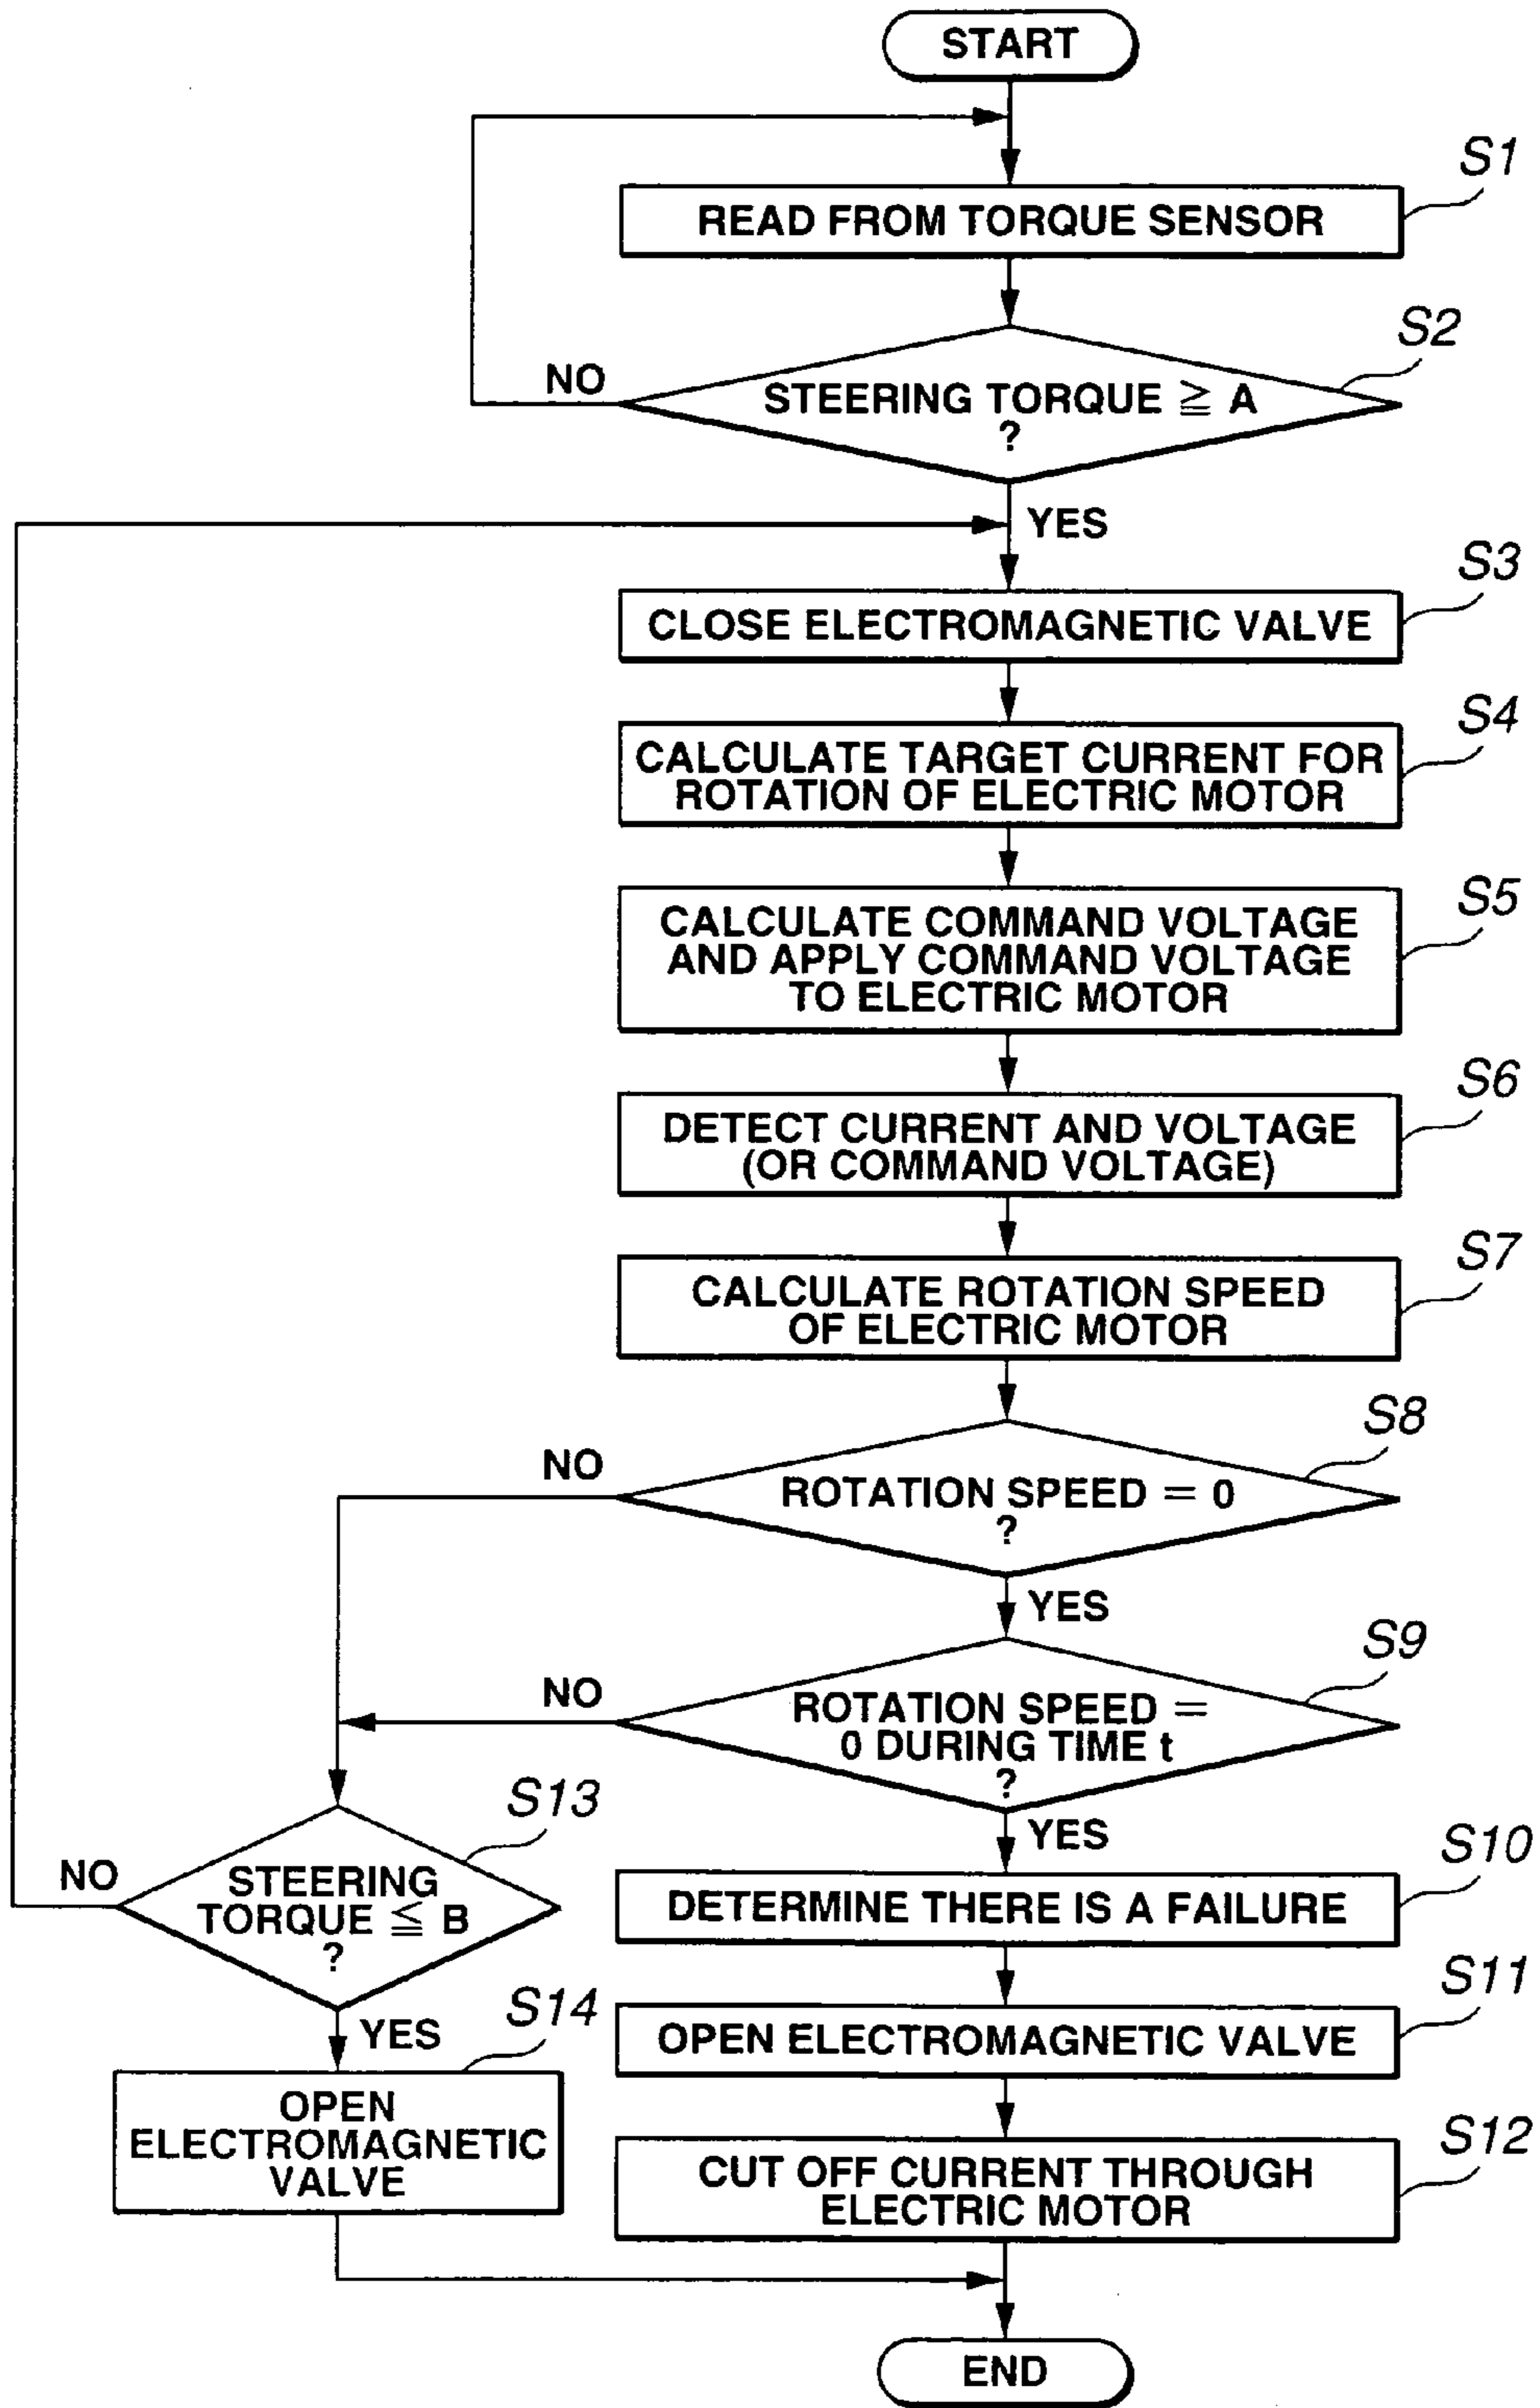 START
S1
READ FROM TORQUE SENSOR
S2
NO
STEERING TORQUE ≧ A
?
YES
S3
CLOSE ELECTROMAGNETIC VALVE
S4
CALCULATE TARGET CURRENT FOR
ROTATION OF ELECTRIC MOTOR
S5
CALCULATE COMMAND VOLTAGE
AND APPLY COMMAND VOLTAGE
TO ELECTRIC MOTOR
S6
DETECT CURRENT AND VOLTAGE
(OR COMMAND VOLTAGE)
S7
CALCULATE ROTATION SPEED
OF ELECTRIC MOTOR
S8
NO
ROTATION SPEED = 0
?
YES
S9
NO
ROTATION SPEED =
0 DURING TIME t
?
YES
S13
NO
STEERING
TORQUE ≦ B
?
YES
S10
DETERMINE THERE IS A FAILURE
S11
OPEN ELECTROMAGNETIC VALVE
S14
OPEN
ELECTROMAGNETIC
VALVE
S12
CUT OFF CURRENT THROUGH
ELECTRIC MOTOR
END